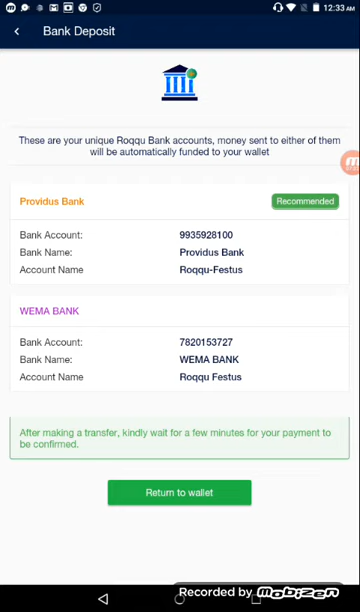 12:33 AM
Bank Deposit
These are your unique Roqqu Bank accounts, money sent to either of them
will be automatically funded to your wallet
Providus Bank
Recommended
Bank Account: 9935928100
Bank Name: Providus Bank
Account Name Roqqu-Festus
WEMA BANK
Bank Account: 7820153727
Bank Name: WEMA BANK
Account Name Roqqu Festus
After making a transfer, kindly wait for a few minutes for your payment to
be confirmed.
Return to wallet
Recorded by mobizen